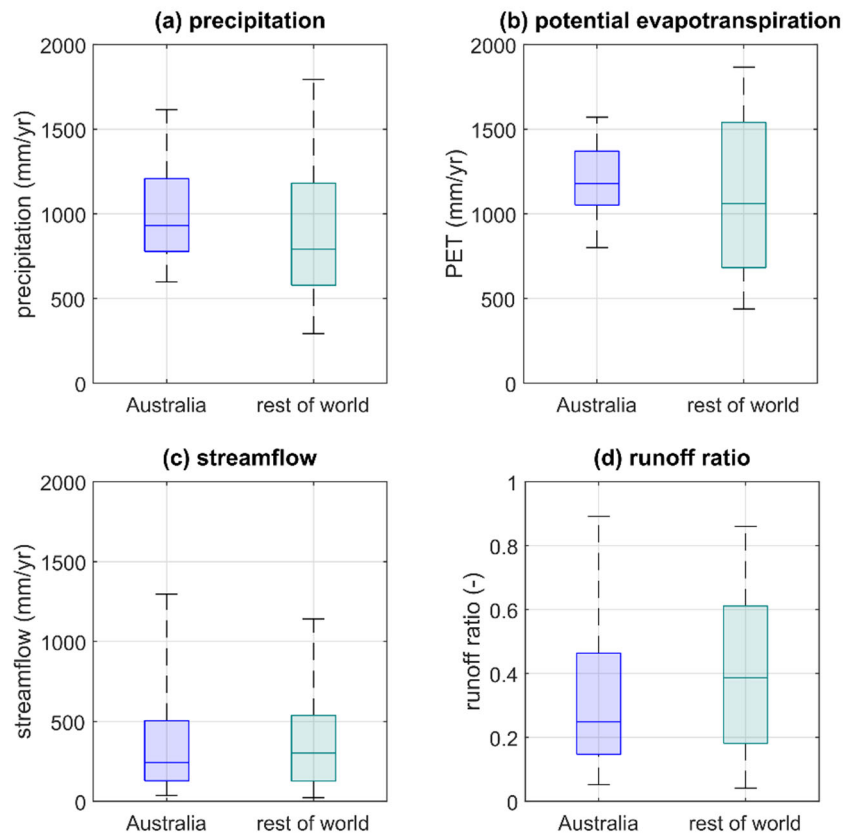 (a) precipitation
(b) potential evapotranspiration
2000
1500
1000
500
0
precipitation (mm/yr)
Australia
rest of world
2000
1500
1000
500
0
PET (mm/yr)
Australia
rest of world
(c) streamflow
(d) runoff ratio
2000
1500
1000
500
0
streamflow (mm/yr)
Australia
rest of world
1
0.8
0.6
0.4
0.2
0
runoff ratio (-)
Australia
rest of world